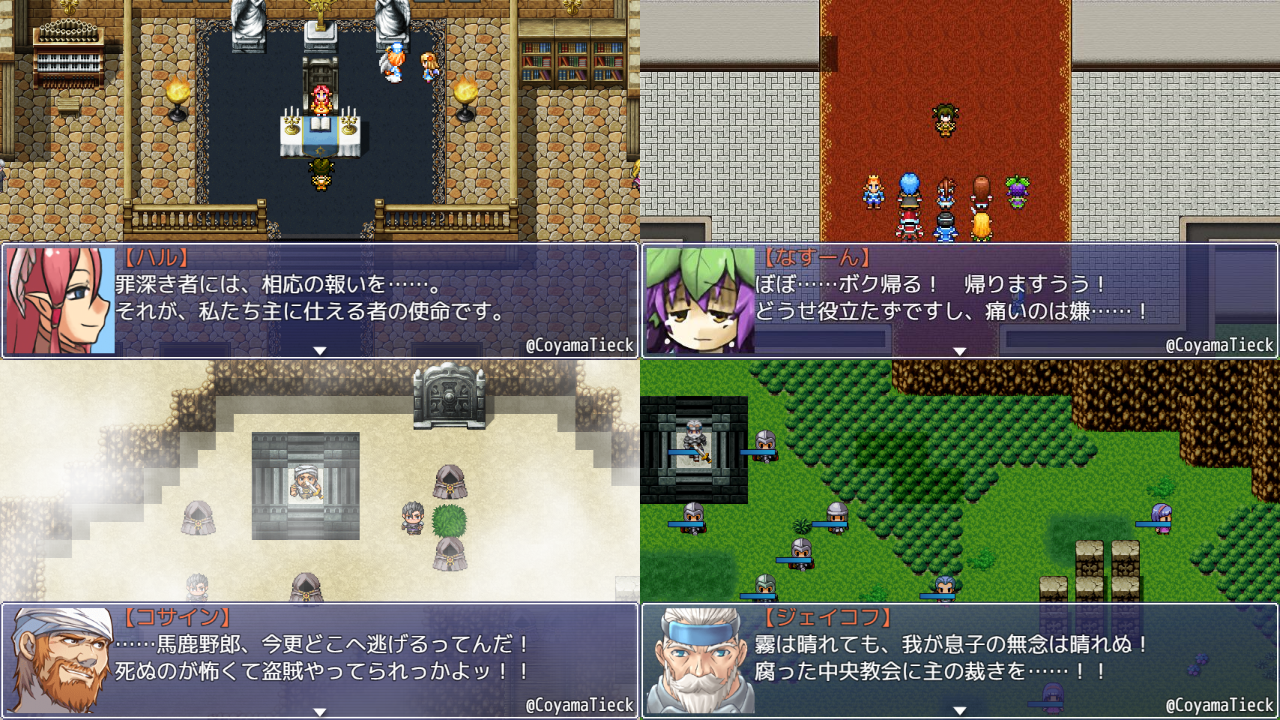 【ハル】
罪深き者には、相応の報いを……。
それが、私たち主に仕える者の使命です。
@CoyamaTieck
【なすーん】
ぼぼ……ボク帰る！　帰りますうう！
どうせ役立たずですし、痛いのは嫌……！
@CoyamaTieck
【コサイン】
……馬鹿野郎、今更どこへ逃げるってんだ！
死ぬのが怖くて盗賊やってられっかよッ！！
@CoyamaTieck
【ジェイコフ】
霧は晴れても、我が息子の無念は晴れぬ！
腐った中央教会に主の裁きを……！！
@CoyamaTieck